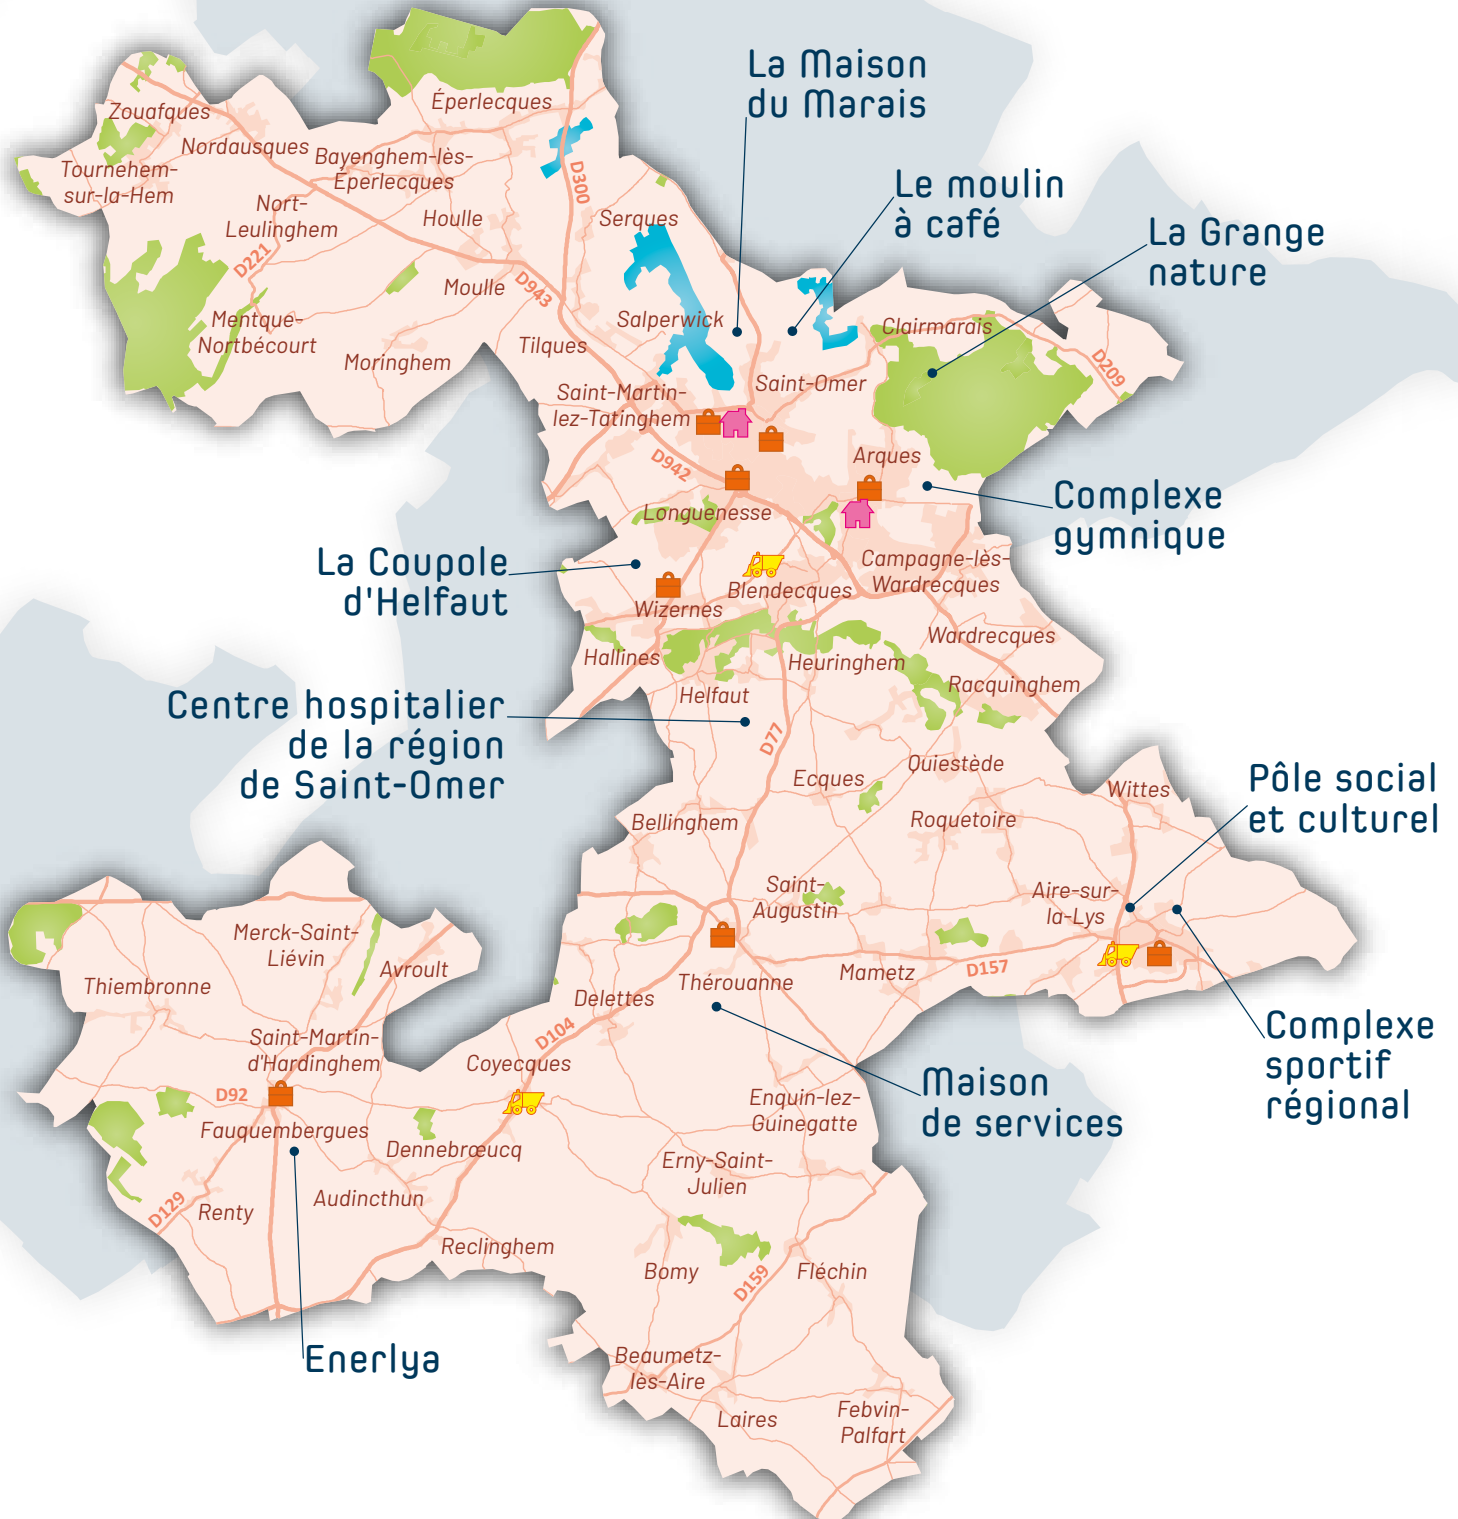 La Maison
du Marais
Éperlecques
Zouafques
Nordausques
Bayenghem-lès-
Éperlecques
Tournehem-
sur-la-Hem
D300
Le moulin
à café
Nort-
Leulinghem
Houlle
Serques
La Grange
nature
D221
Moulle
D943
Mentque-
Nortbécourt
Salperwick
Clairmarais
Tilques
Moringhem
D209
Saint-Omer
Saint-Martin-
lez-Tatinghem
Arques
D942
Complexe
gymnique
Longuenesse
La Coupole
d'Helfaut
Campagne-lès-
Wardrecques
Blendecques
Wizernes
Wardrecques
Hallines
Heuringhem
Racquinghem
Helfaut
Centre hospitalier
de la région
de Saint-Omer
D77
Quiestède
Ecques
Wittes
Pôle social
et culturel
Bellinghem
Roquetoire
Saint-
Augustin
Aire-sur-
la-Lys
Merck-Saint-
Liévin
Avroult
Mametz
D157
Thiembronne
Thérouanne
Delettes
Complexe
sportif
régional
D104
Saint-Martin-
d'Hardinghem
Coyecques
Maison
de services
D92
Enquin-lez-
Guinegatte
Fauquembergues
Dennebrœucq
Erny-Saint-
Julien
Audincthun
D129
Renty
Reclinghem
Bomy
D159
Fléchin
Enerlya
Beaumetz-
lès-Aire
Laires
Febvin-
Palfart